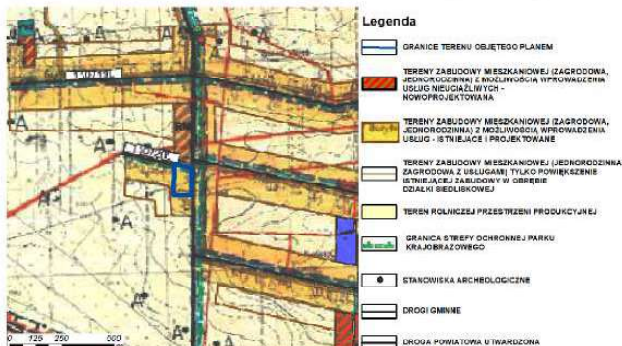 Legenda
GRANICE TERENU OBJĘTEGO PLANEM
TERENY ZABUDOWY MIESZKANIOWEJ (ZAGRODOWA,
JEDNORODZINNA) Z MOŻLIWOŚCIĄ WPROWADZENIA
USŁUG NIEUCIĄŻLIWYCH -
NOWOPROJEKTOWANA
TERENY ZABUDOWY MIESZKANIOWEJ (ZAGRODOWA,
JEDNORODZINNA) Z MOŻLIWOŚCIĄ WPROWADZENIA
USŁUG - ISTNIEJĄCE I PROJEKTOWANE
TERENY ZABUDOWY MIESZKANIOWEJ (JEDNORODZINNA
ZAGRODOWA Z USŁUGAMI) TYLKO POWIĘKSZENIE
ISTNIEJĄCEJ ZABUDOWY W OBRĘBIE
DZIAŁKI SIEDLISKOWEJ
TEREN ROLNICZEJ PRZESTRZENI PRODUKCYJNEJ
GRANICA STREFY OCHRONNEJ PARKU
KRAJOBRAZOWEGO
STANOWISKA ARCHEOLOGICZNE
DROGI GMINNE
DROGA POWIATOWA UTWARDZONA
A
A
A
A
A
A
A
0 125 250 500